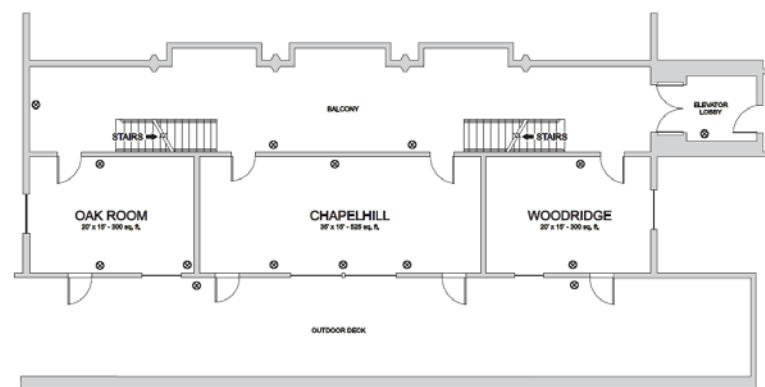 BALCONY
ELEVATOR
LOBBY
STAIRS
STAIRS
OAK ROOM
20' x 15' - 300 sq. ft.
CHAPELHILL
35' x 15' - 525 sq. ft.
WOODRIDGE
20' x 15' - 300 sq. ft.
OUTDOOR DECK